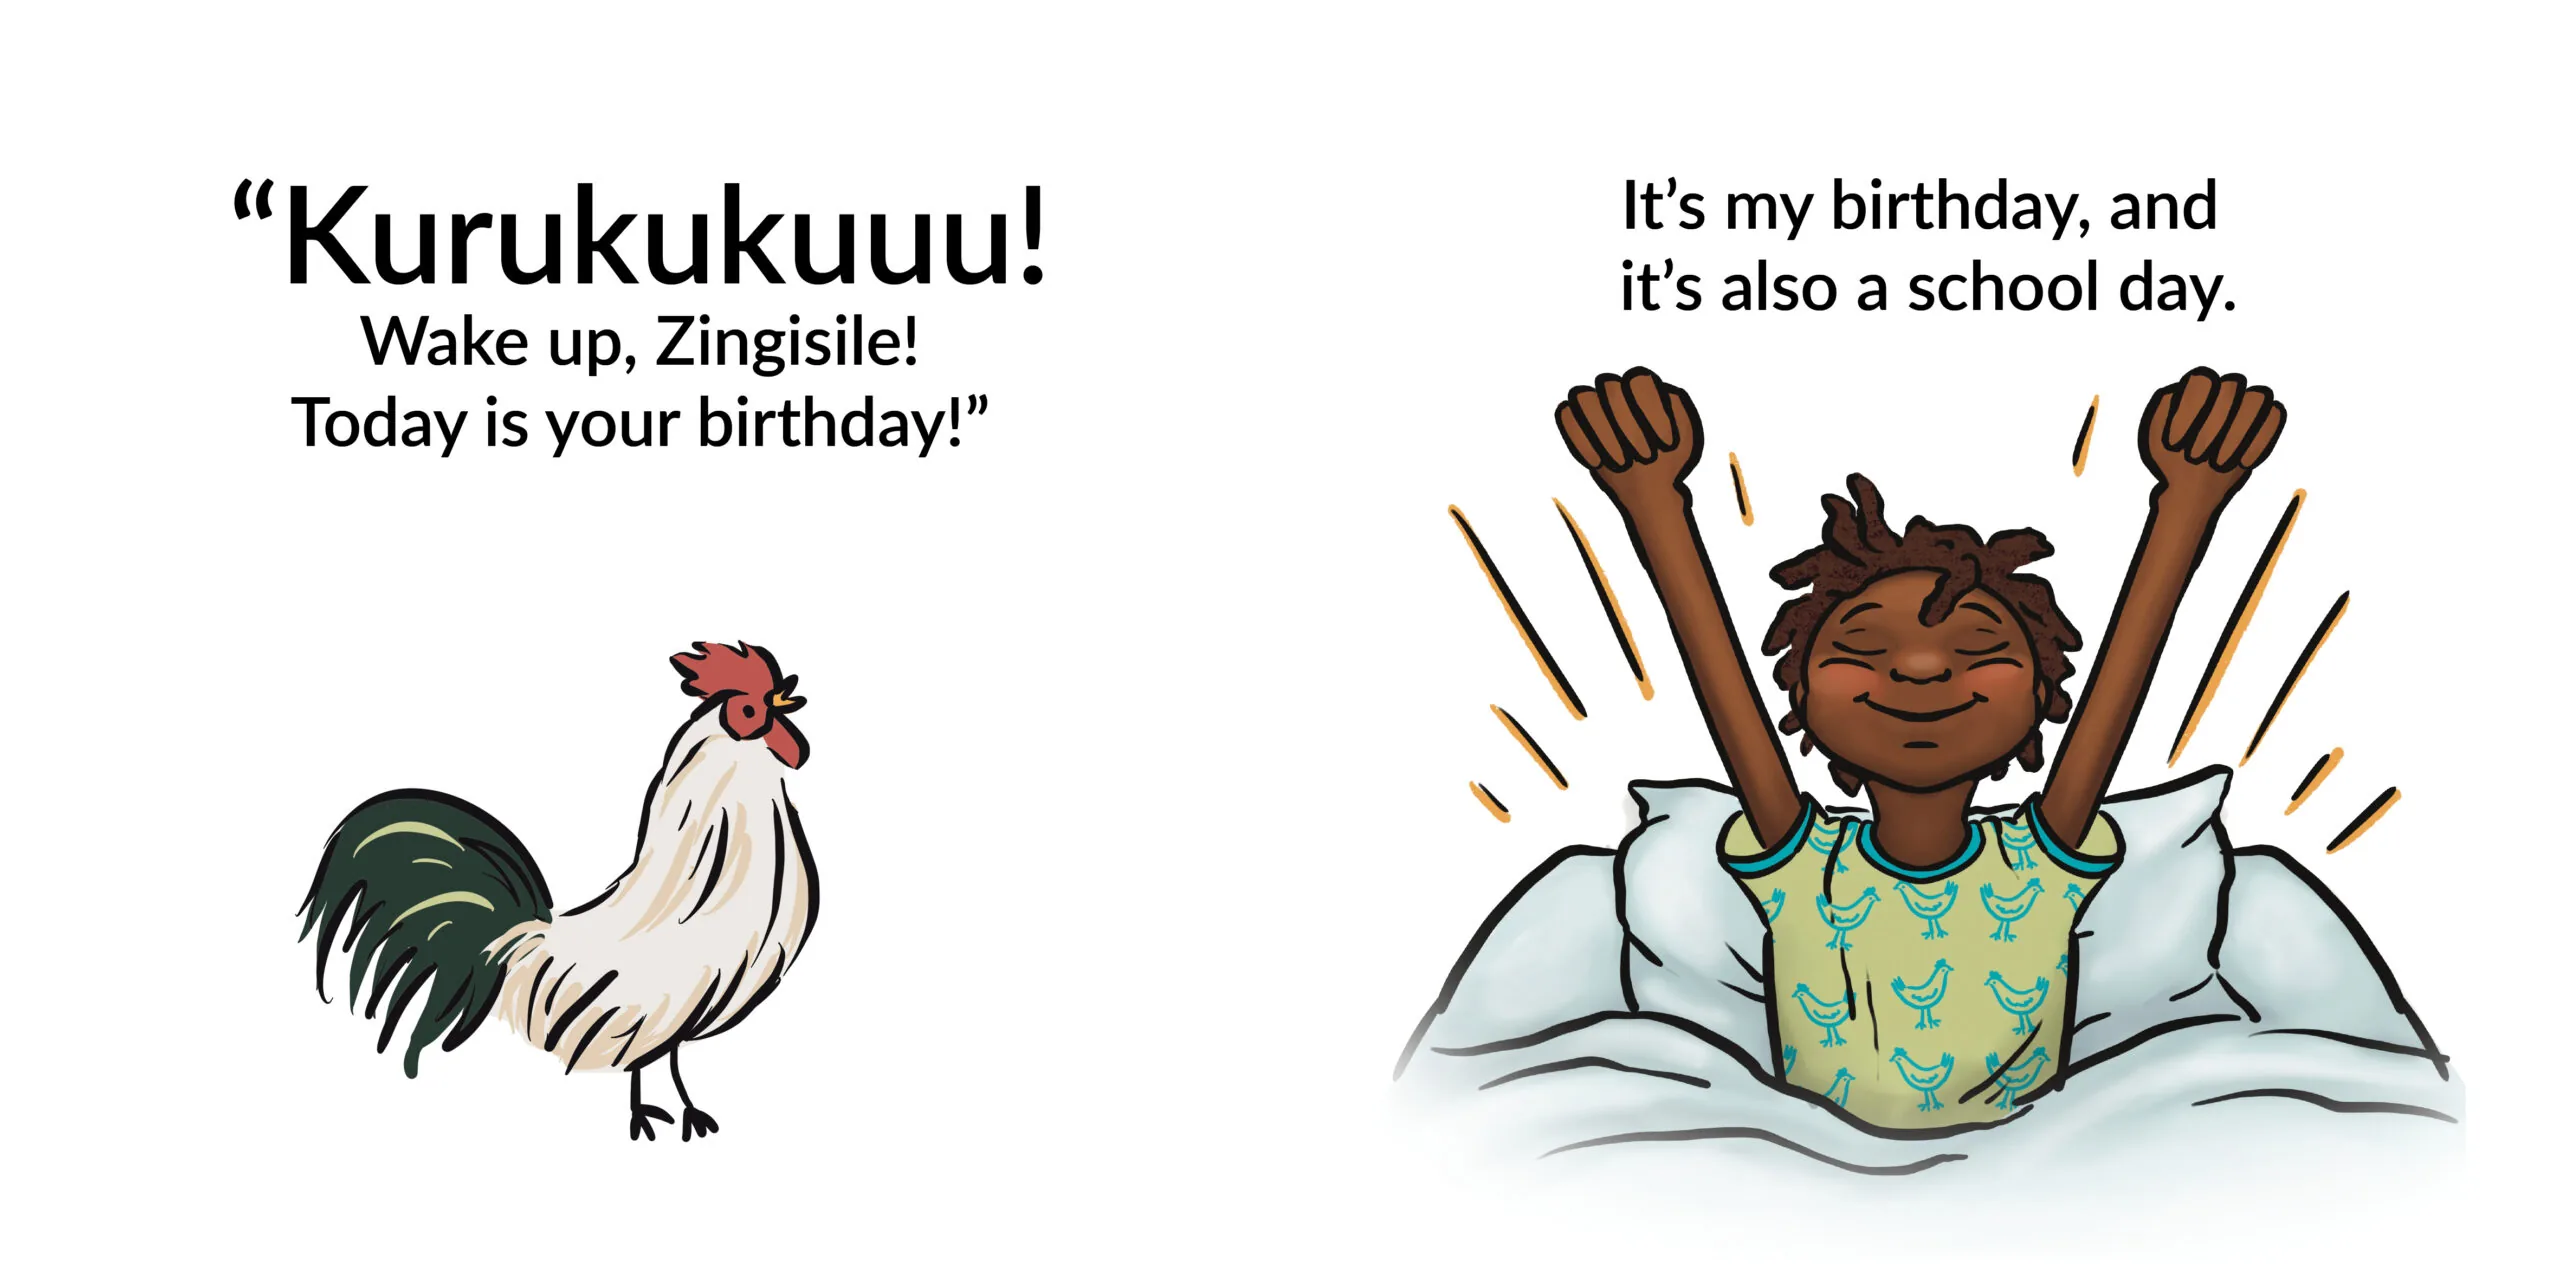 “Kurukukuuu!
Wake up, Zingisile!
Today is your birthday!”
It’s my birthday, and
it’s also a school day.